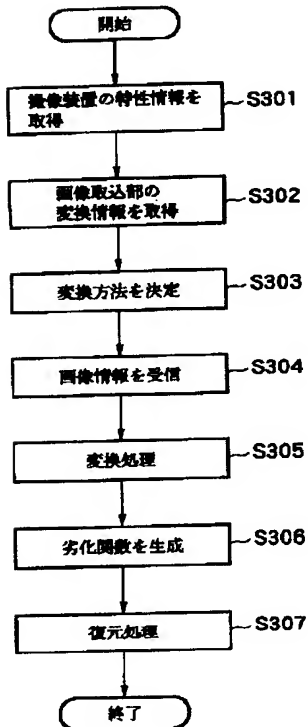 開始
撮像装置の特性情報を
取得
S301
画像取込部の
変換情報を取得
S302
変換方法を決定
S303
画像情報を受信
S304
変換処理
S305
劣化関数を生成
S306
復元処理
S307
終了